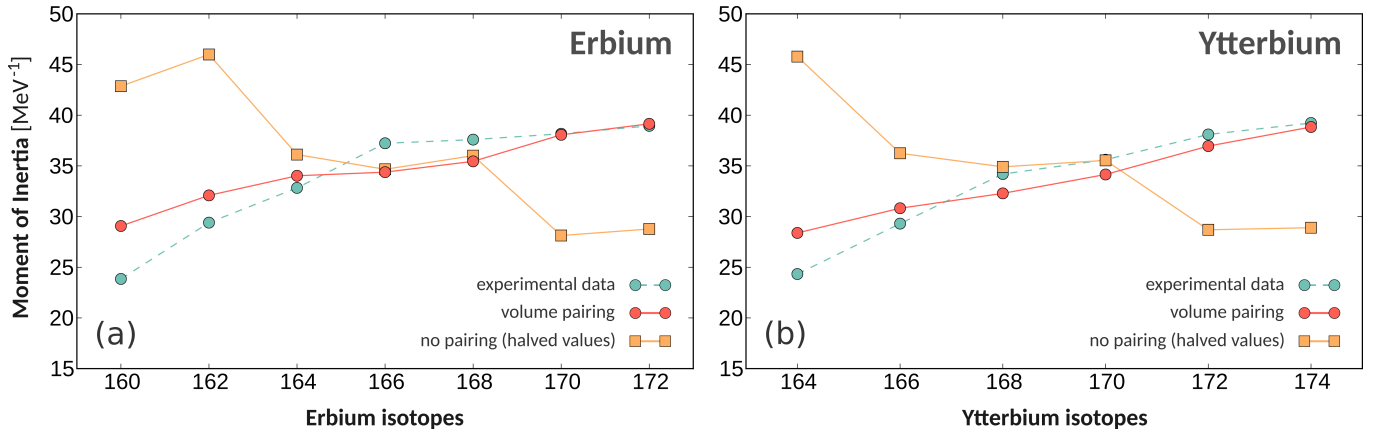 50
45
40
35
30
25
20
15
Moment of Inertia [MeV⁻¹]
Erbium
experimental data
volume pairing
no pairing (halved values)
(a)
160 162 164 166 168 170 172
Erbium isotopes
50
45
40
35
30
25
20
15
Ytterbium
experimental data
volume pairing
no pairing (halved values)
(b)
164 166 168 170 172 174
Ytterbium isotopes